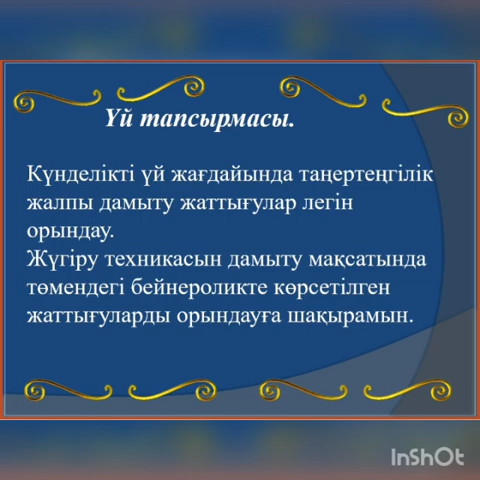 Үй тапсырмасы.
Күнделікті үй жағдайында таңертеңгілік
жалпы дамыту жаттығулар легін
орындау.
Жүгіру техникасын дамыту мақсатында
төмендегі бейнероликте көрсетілген
жаттығуларды орындауға шақырамын.
InShOt